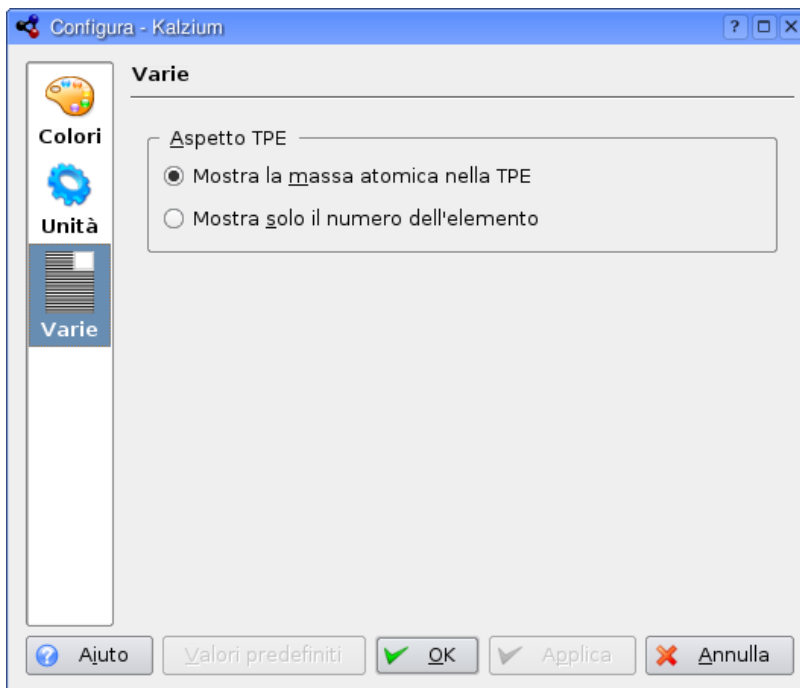 Configura - Kalzium
Varie
Colori
Unità
Varie
Aspetto TPE
Mostra la massa atomica nella TPE
Mostra solo il numero dell'elemento
Aiuto
Valori predefiniti
OK
Applica
Annulla